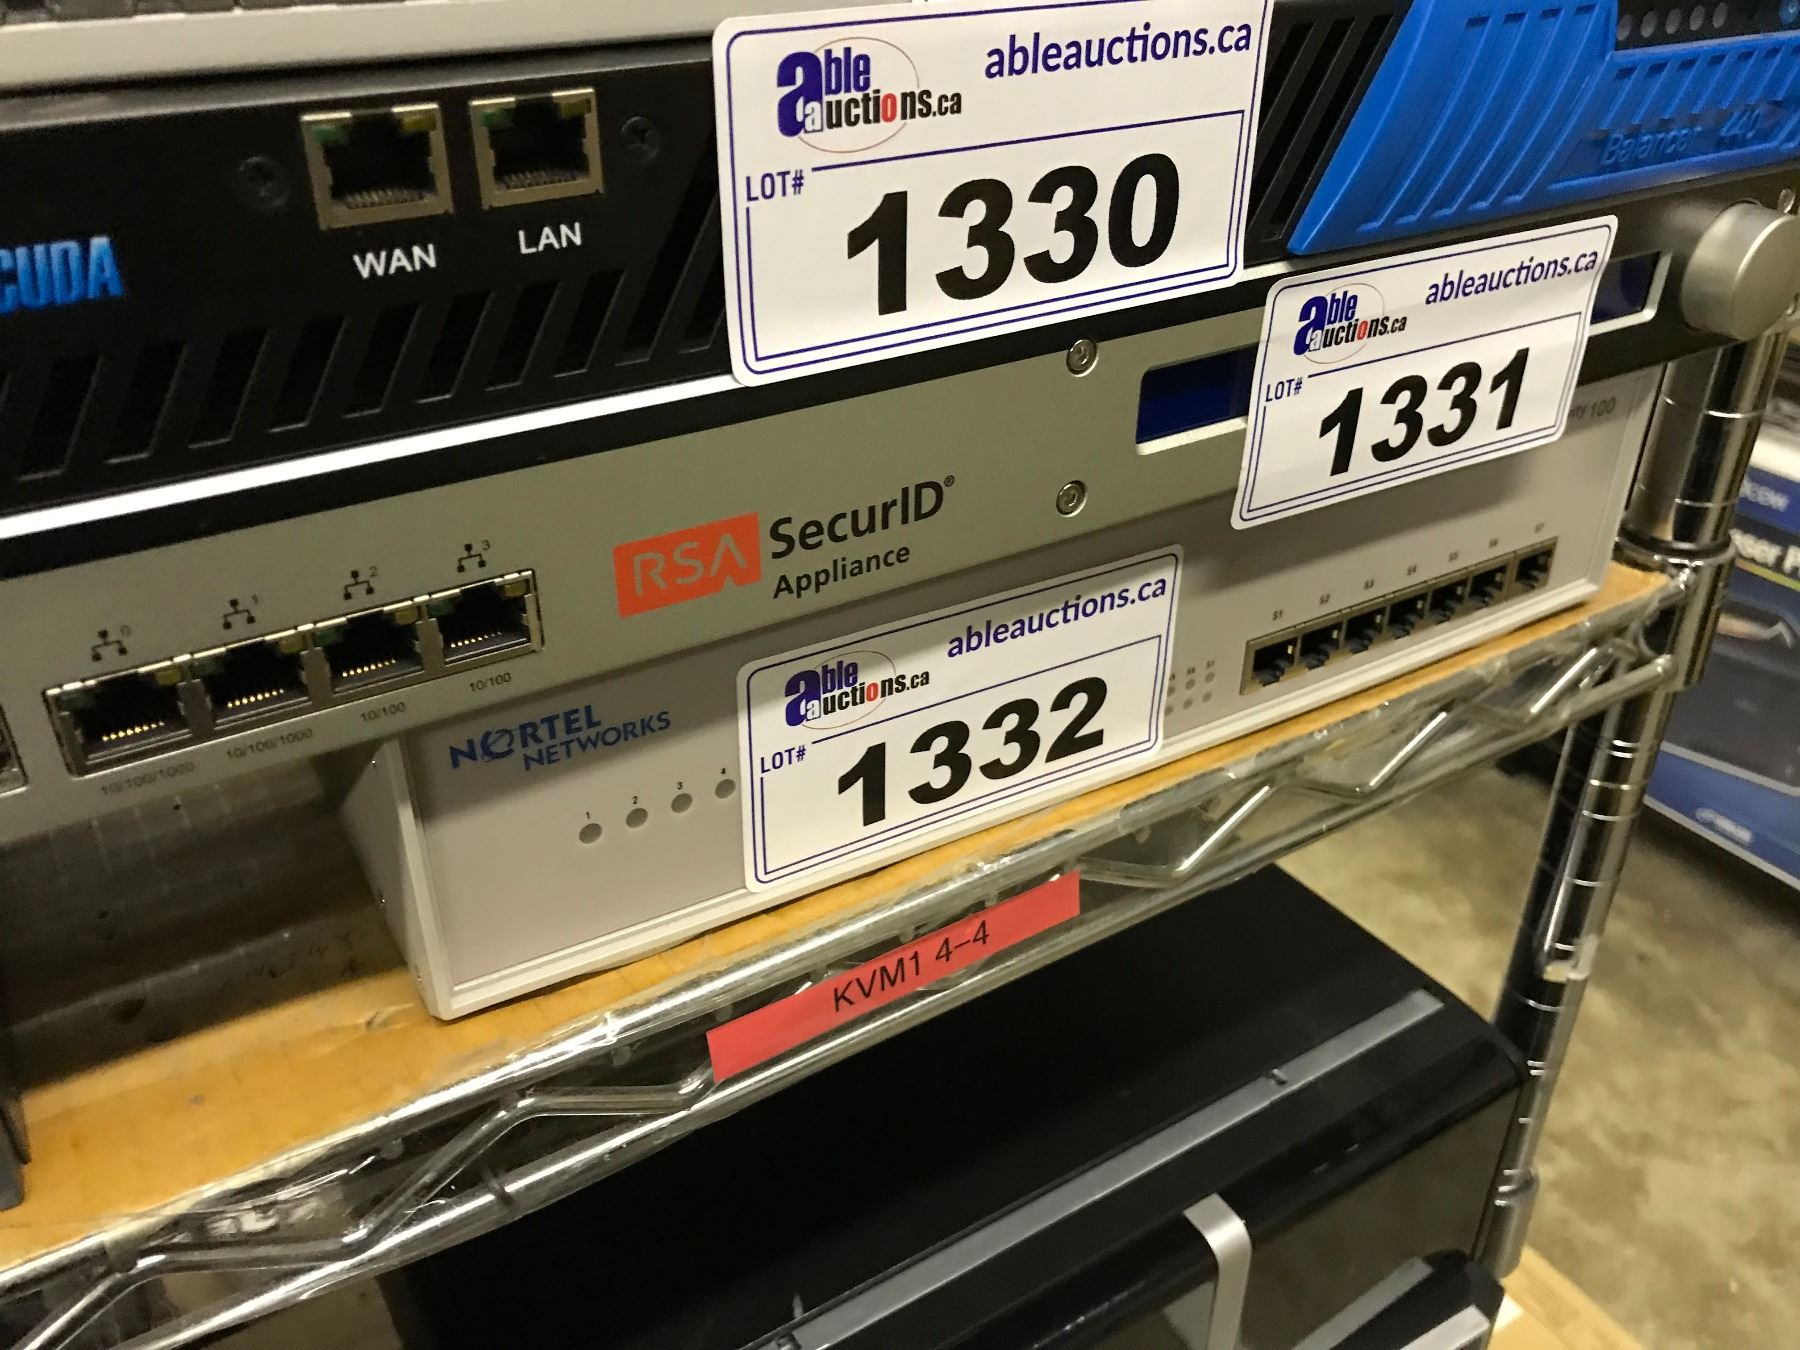 CUDA
WAN
LAN
able auctions.ca
ableauctions.ca
LOT#
1330
Balancer 440
able auctions.ca
ableauctions.ca
LOT#
1331
100
RSA SecurID®
Appliance
0
1
2
3
10/100/1000
10/100/1000
10/100
10/100
NORTEL
NETWORKS
1 2 3 4
able auctions.ca
ableauctions.ca
LOT#
1332
S1 S2 S3 S4 S5 S6 S7
KVM1 4-4